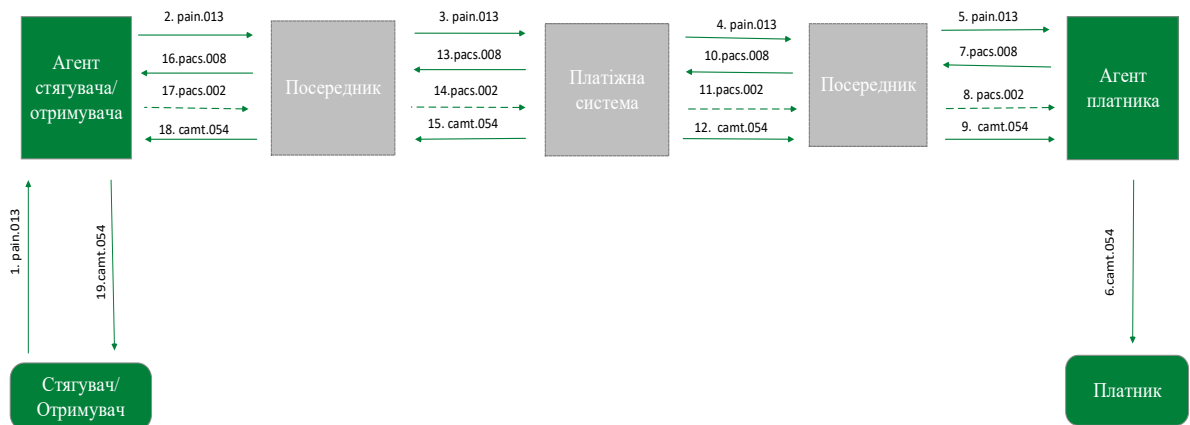 2. pain.013
3. pain.013
4. pain.013
5. pain.013
Агент
стягувача/
отримувача
16.pacs.008
17.pacs.002
18. camt.054
Посередник
13.pacs.008
14.pacs.002
15. camt.054
Платіжна
система
10.pacs.008
11.pacs.002
12. camt.054
Посередник
7.pacs.008
8. pacs.002
9. camt.054
Агент
платника
1. pain.013
19.camt.054
6.camt.054
Стягувач/
Отримувач
Платник